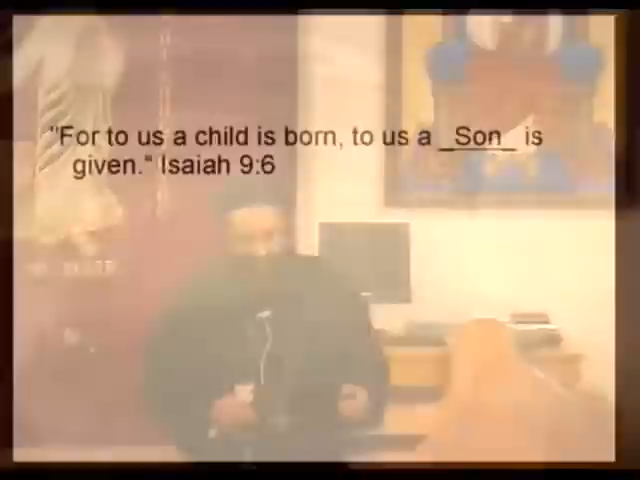 "For to us a child is born, to us a _Son_ is
given." Isaiah 9:6